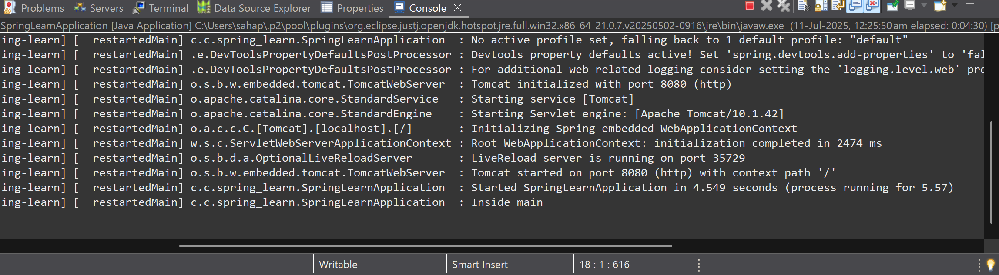 Problems Servers Terminal Data Source Explorer Properties Console
SpringLearnApplication [Java Application] C:\Users\sahap\.p2\pool\plugins\org.eclipse.justj.openjdk.hotspot.jre.full.win32.x86_64_21.0.7.v20250502-0916\jre\bin\javaw.exe (11-Jul-2025, 12:25:50 am elapsed: 0:04:30) [p
ing-learn] [  restartedMain] c.c.spring_learn.SpringLearnApplication  : No active profile set, falling back to 1 default profile: "default"
ing-learn] [  restartedMain] .e.DevToolsPropertyDefaultsPostProcessor : Devtools property defaults active! Set 'spring.devtools.add-properties' to 'fal
ing-learn] [  restartedMain] .e.DevToolsPropertyDefaultsPostProcessor : For additional web related logging consider setting the 'logging.level.web' pro
ing-learn] [  restartedMain] o.s.b.w.embedded.tomcat.TomcatWebServer  : Tomcat initialized with port 8080 (http)
ing-learn] [  restartedMain] o.apache.catalina.core.StandardService   : Starting service [Tomcat]
ing-learn] [  restartedMain] o.apache.catalina.core.StandardEngine    : Starting Servlet engine: [Apache Tomcat/10.1.42]
ing-learn] [  restartedMain] o.a.c.c.C.[Tomcat].[localhost].[/]       : Initializing Spring embedded WebApplicationContext
ing-learn] [  restartedMain] w.s.c.ServletWebServerApplicationContext : Root WebApplicationContext: initialization completed in 2474 ms
ing-learn] [  restartedMain] o.s.b.d.a.OptionalLiveReloadServer       : LiveReload server is running on port 35729
ing-learn] [  restartedMain] o.s.b.w.embedded.tomcat.TomcatWebServer  : Tomcat started on port 8080 (http) with context path '/'
ing-learn] [  restartedMain] c.c.spring_learn.SpringLearnApplication  : Started SpringLearnApplication in 4.549 seconds (process running for 5.57)
ing-learn] [  restartedMain] c.c.spring_learn.SpringLearnApplication  : Inside main
Writable Smart Insert 18 : 1 : 616